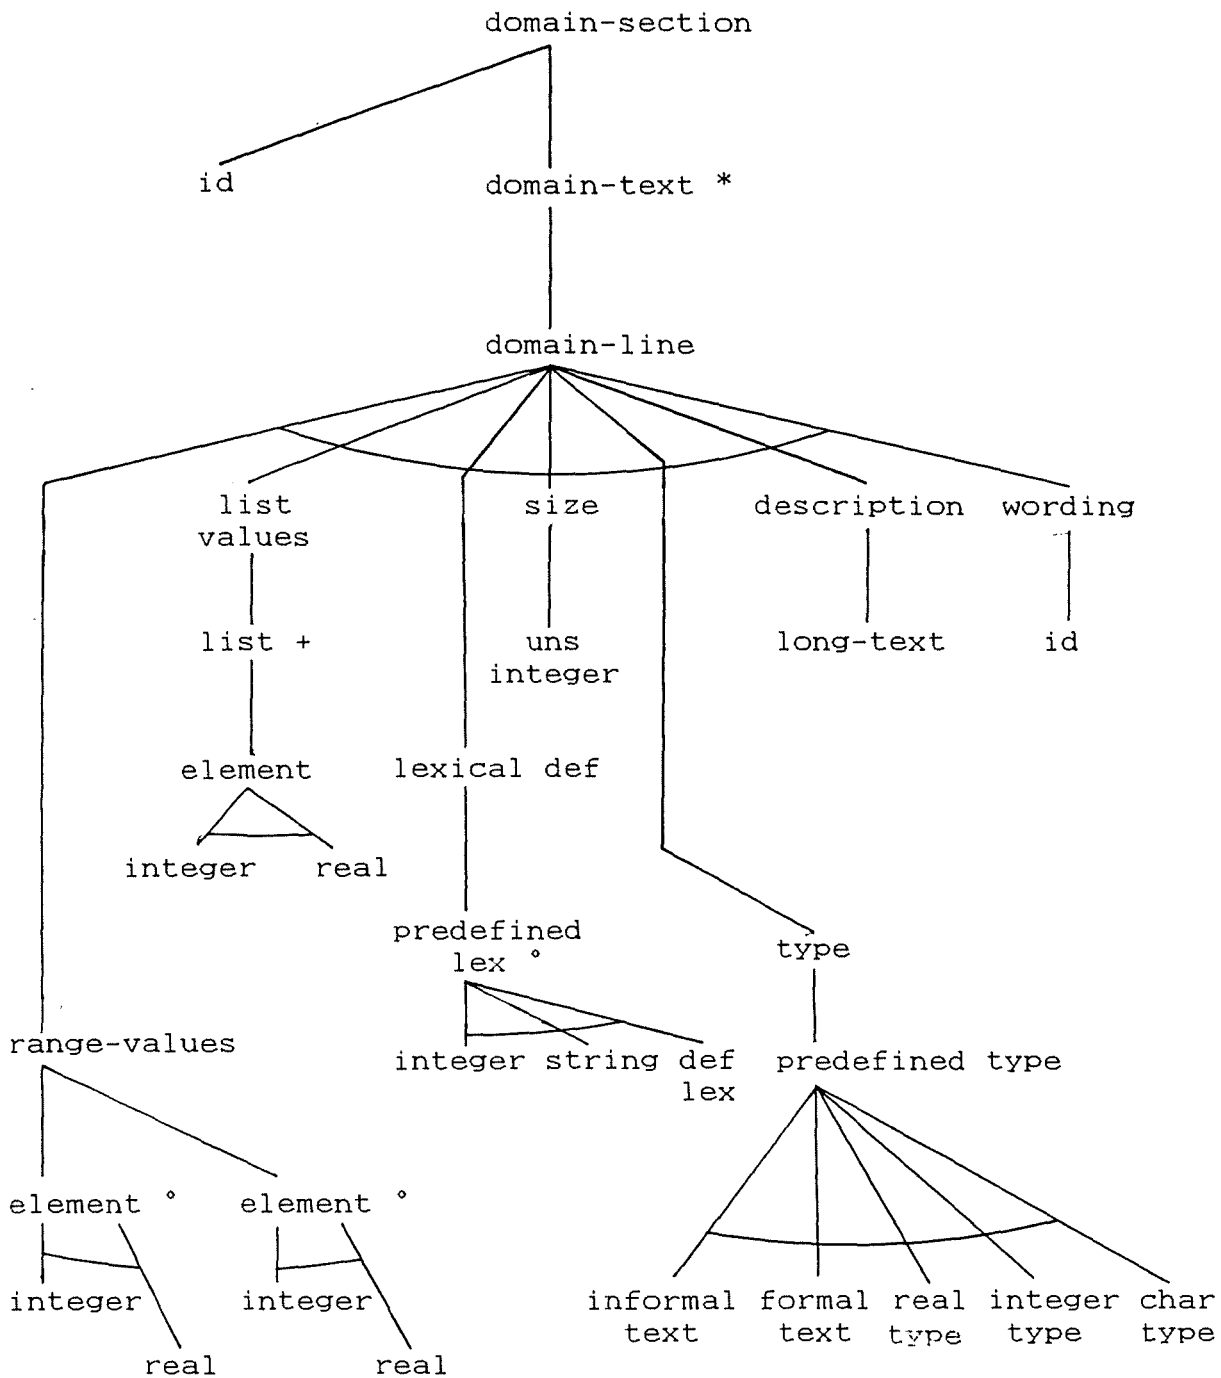 domain-section
id
domain-text *
domain-line
list values
size
description
wording
list +
uns integer
long-text
id
element
lexical def
integer
real
predefined lex °
type
range-values
integer
string
def lex
predefined type
element °
element °
integer
integer
real
real
informal text
formal text
real type
integer type
char type